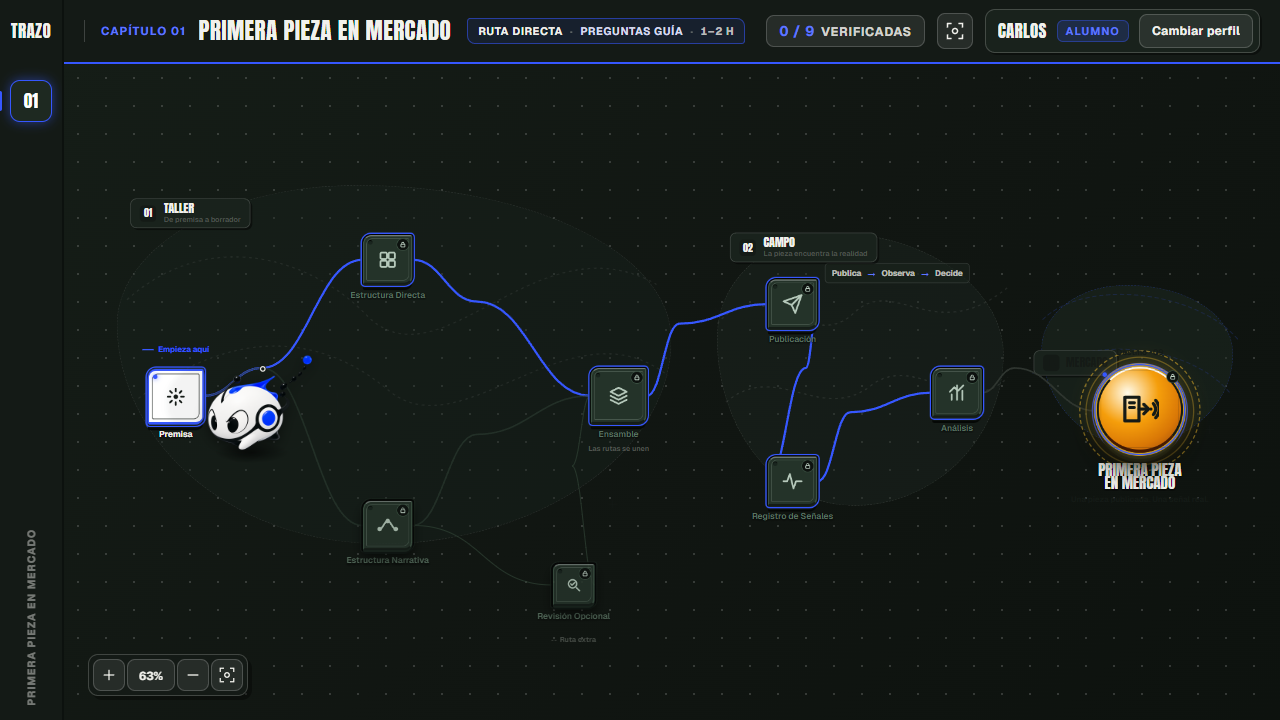 TRAZO
CAPÍTULO 01
PRIMERA PIEZA EN MERCADO
RUTA DIRECTA · PREGUNTAS GUÍA · 1–2 H
0 / 9 VERIFICADAS
CARLOS
ALUMNO
Cambiar perfil
01
01
TALLER
De premisa a borrador
Estructura Directa
02
CAMPO
La pieza encuentra la realidad
Publica → Observa → Decide
Publicación
Empieza aquí
Premisa
Ensamble
Las rutas se unen
Análisis
PRIMERA PIEZA
EN MERCADO
Registro de Señales
Estructura Narrativa
Revisión Opcional
PRIMERA PIEZA EN MERCADO
63%